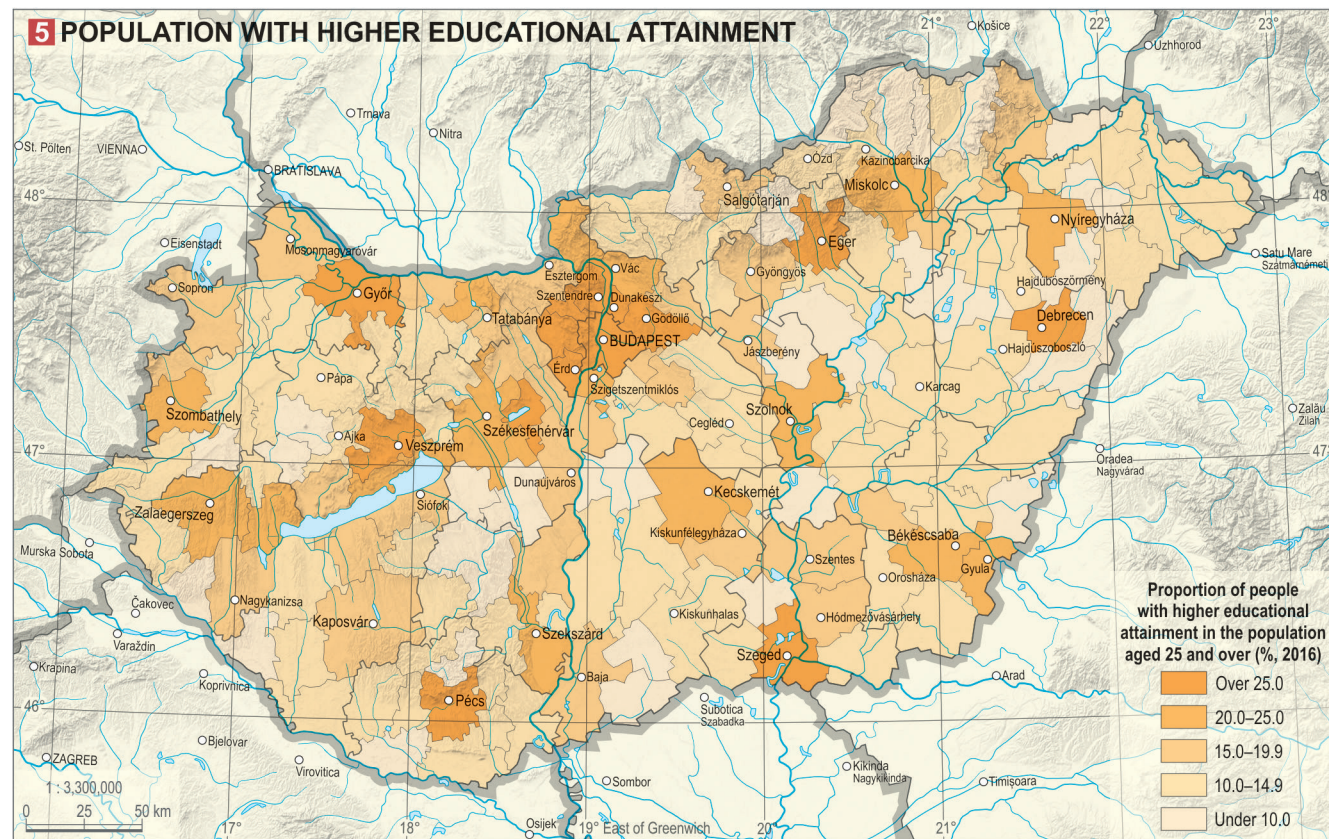 5 POPULATION WITH HIGHER EDUCATIONAL ATTAINMENT
21°
22°
23°
Košice
Uzhhorod
Trnava
Nitra
St. Pölten
VIENNA
BRATISLAVA
Ózd
Kazincbarcika
Miskolc
Salgótarján
48°
48°
Nyíregyháza
Eisenstadt
Mosonmagyaróvár
Eger
Satu Mare
Szatmárnémeti
Esztergom
Vác
Gyöngyös
Sopron
Győr
Szentendre
Dunakeszi
Hajdúböszörmény
Tatabánya
Gödöllő
Debrecen
BUDAPEST
Jászberény
Hajdúszoboszló
Érd
Pápa
Szigetszentmiklós
Karcag
Szombathely
Székesfehérvár
Szolnok
Zalău
Zilah
Ajka
Veszprém
Cegléd
47°
47°
Oradea
Nagyvárad
Dunaújváros
Siófok
Kecskemét
Zalaegerszeg
Kiskunfélegyháza
Békéscsaba
Murska Sobota
Szentes
Gyula
Orosháza
Čakovec
Nagykanizsa
Kaposvár
Kiskunhalas
Hódmezővásárhely
Varaždin
Szekszárd
Szeged
Krapina
Koprivnica
Baja
Arad
Pécs
Subotica
Szabadka
46°
Bjelovar
ZAGREB
Virovitica
Sombor
Kikinda
Nagykikinda
Timișoara
Proportion of people
with higher educational
attainment in the population
aged 25 and over (%, 2016)
Over 25.0
20.0–25.0
15.0–19.9
10.0–14.9
Under 10.0
1 : 3,300,000
0 25 50 km
17°
18°
Osijek
19° East of Greenwich
20°
21°